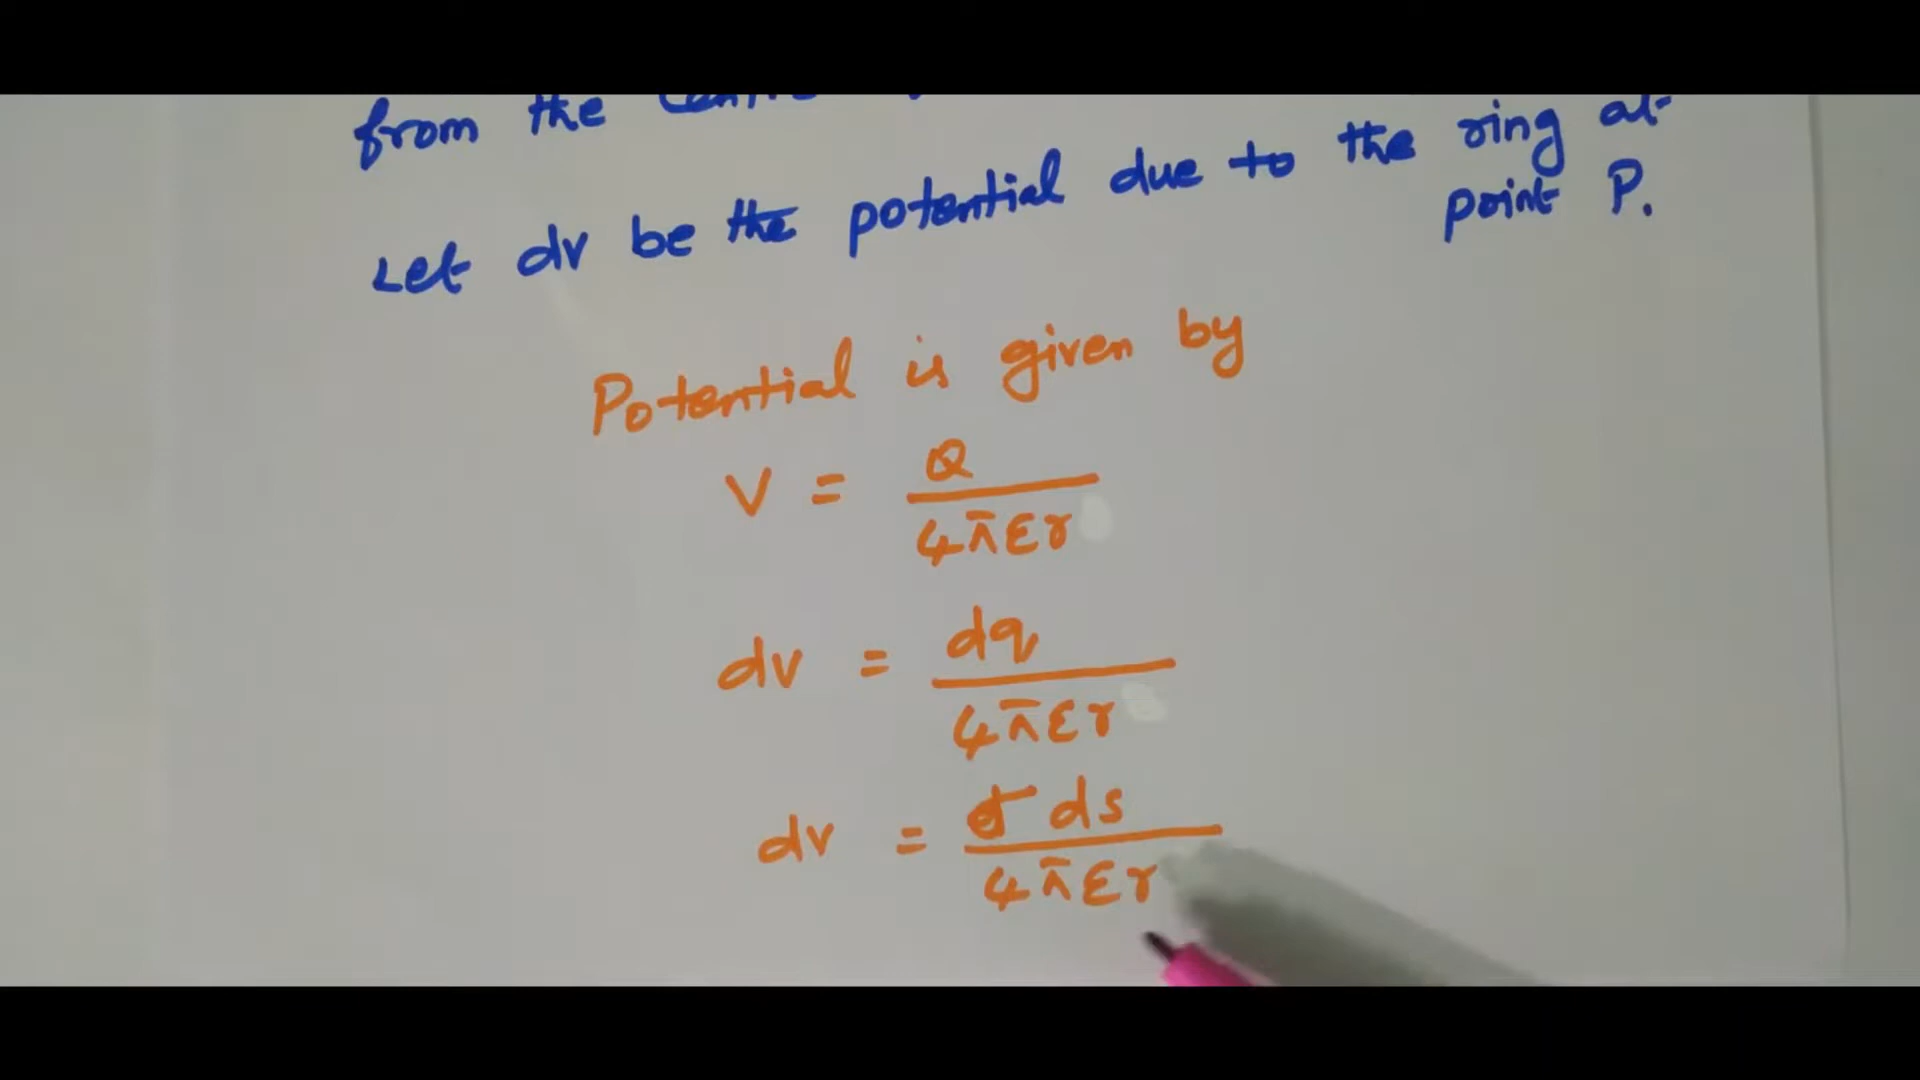 from the
Let dv be the potential due to the ring at
point P.
Potential is given by
V = Q / 4πεr
dv = dq / 4πεr
dv = σ ds / 4πεr